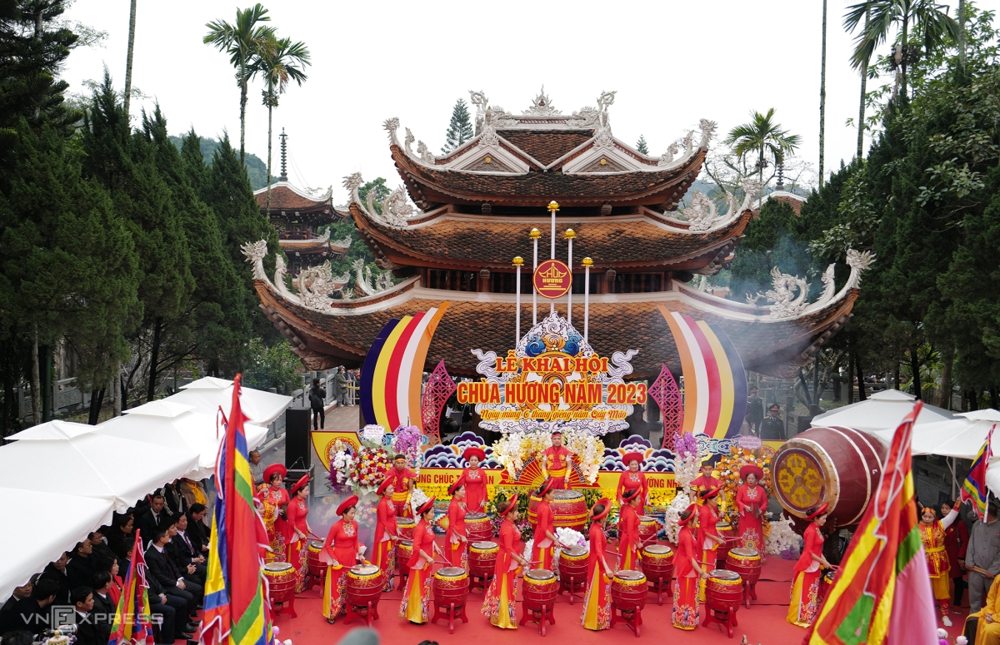 HƯƠNG
LỄ KHAI HỘI
CHÙA HƯƠNG NĂM 2023
Ngày mùng 6 tháng giêng năm Quý Mão
VNEXPRESS